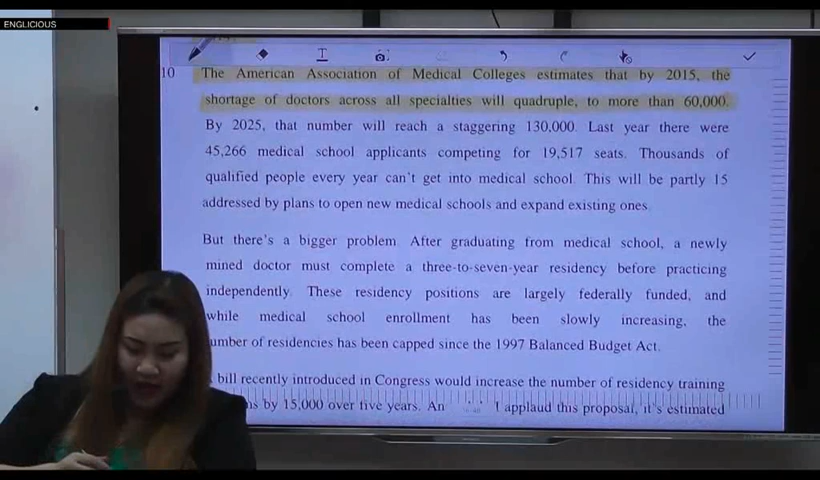 ENGLICIOUS
10 The American Association of Medical Colleges estimates that by 2015, the
shortage of doctors across all specialties will quadruple, to more than 60,000.
By 2025, that number will reach a staggering 130,000. Last year there were
45,266 medical school applicants competing for 19,517 seats. Thousands of
qualified people every year can't get into medical school. This will be partly 15
addressed by plans to open new medical schools and expand existing ones.
But there's a bigger problem After graduating from medical school, a newly
mined doctor must complete a three-to-seven-year residency before practicing
independently. These residency positions are largely federally funded, and
while medical school enrollment has been slowly increasing, the
umber of residencies has been capped since the 1997 Balanced Budget Act.
bill recently introduced in Congress would increase the number of residency training
ns by 15,000 over five years. An I applaud this proposal, it's estimated